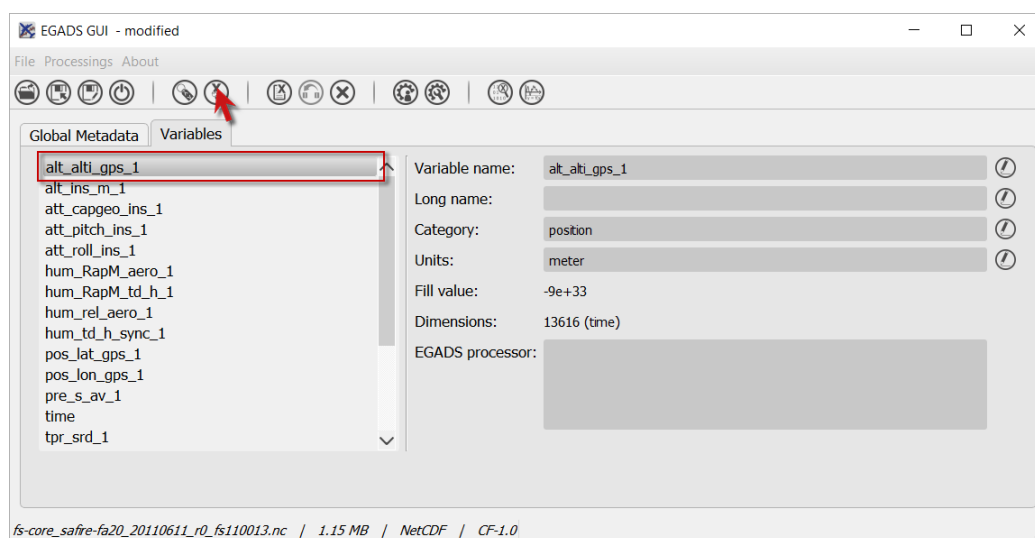 EGADS GUI - modified
File Processings About
Global Metadata Variables
alt_alti_gps_1
alt_ins_m_1
att_capgeo_ins_1
att_pitch_ins_1
att_roll_ins_1
hum_RapM_aero_1
hum_RapM_td_h_1
hum_rel_aero_1
hum_td_h_sync_1
pos_lat_gps_1
pos_lon_gps_1
pre_s_av_1
time
tpr_srd_1
Variable name: alt_alti_gps_1
Long name:
Category: position
Units: meter
Fill value: -9e+33
Dimensions: 13616 (time)
EGADS processor:
fs-core_safire-fa20_20110611_r0_fs110013.nc | 1.15 MB | NetCDF | CF-1.0